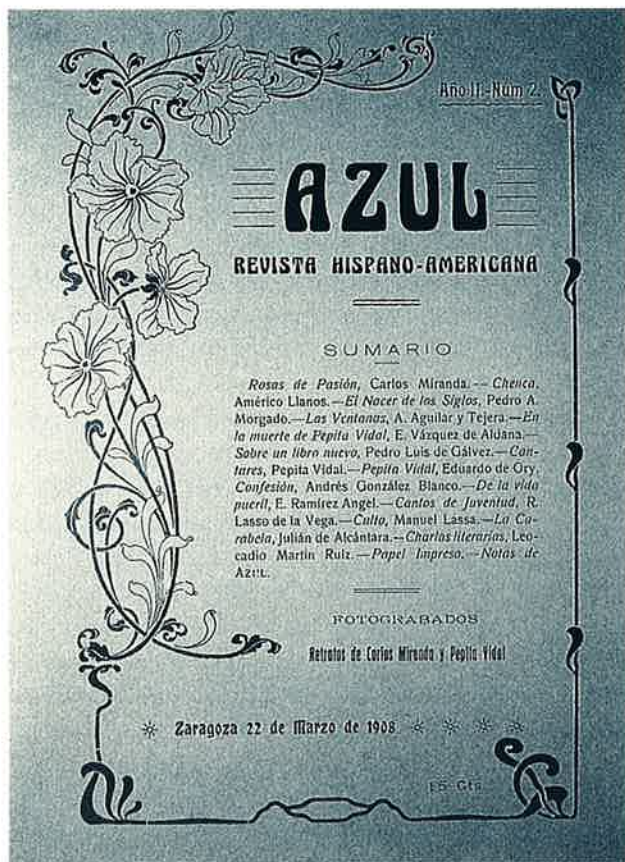 Año II.-Núm 2.
AZUL
REVISTA HISPANO-AMERICANA
SUMARIO
Rosas de Pasión, Carlos Miranda.—Chenca,
Américo Llanos.—El Nacer de los Siglos, Pedro A.
Morgado.—Las Ventanas, A. Aguilar y Tejera.—En
la muerte de Pepita Vidal, E. Vázquez de Aldana.—
Sobre un libro nuevo, Pedro Luis de Gálvez.—Can-
tares, Pepita Vidal.—Pepita Vidal, Eduardo de Ory.
Confesión, Andrés González Blanco.—De la vida
pueril, E. Ramírez Angel.—Cantos de Juventud, R.
Lasso de la Vega.—Culto, Manuel Lassa.—La Ca-
rabela, Julián de Alcántara.—Charlas literarias, Leo-
cadio Martín Ruiz.—Papel Impreso.—Notas de
AZUL.
FOTOGRABADOS
Retratos de Carlos Miranda y Pepita Vidal
Zaragoza 22 de Marzo de 1908
15 Cts